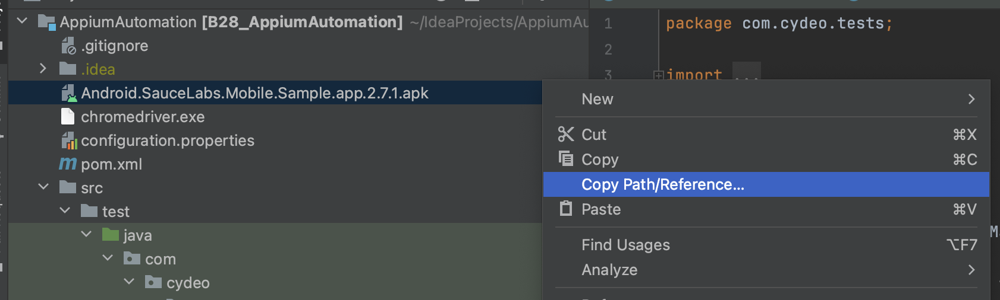 AppiumAutomation [B28_AppiumAutomation] ~/IdeaProjects/AppiumAu
.gitignore
.idea
Android.SauceLabs.Mobile.Sample.app.2.7.1.apk
chromedriver.exe
configuration.properties
pom.xml
src
test
java
com
cydeo
1 package com.cydeo.tests;
2
3 import ...
New
Cut ⌘X
Copy ⌘C
Copy Path/Reference...
Paste ⌘V
Find Usages ⌥F7
Analyze